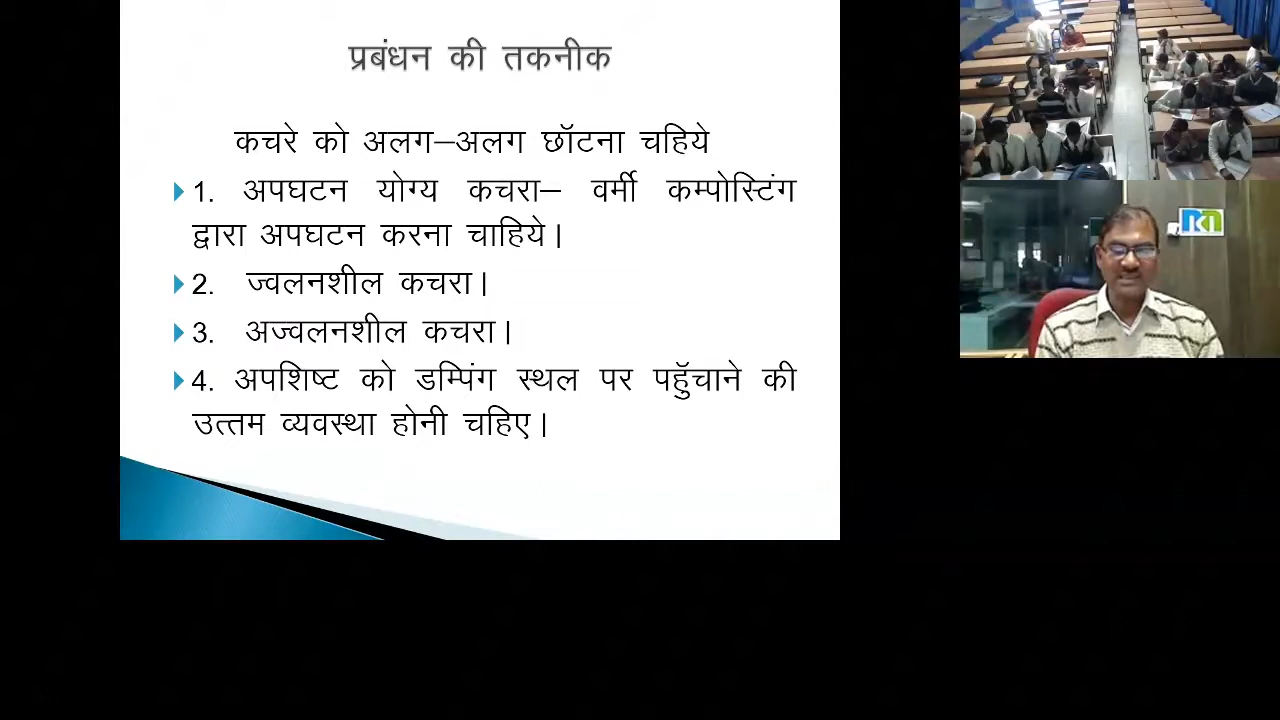 प्रबंधन की तकनीक
कचरे को अलग–अलग छॉटना चहिये
1. अपघटन योग्य कचरा– वर्मी कम्पोस्टिंग
द्वारा अपघटन करना चाहिये।
2. ज्वलनशील कचरा।
3. अज्वलनशील कचरा।
4. अपशिष्ट को डम्पिंग स्थल पर पहुॅचाने की
उत्तम व्यवस्था होनी चहिए।